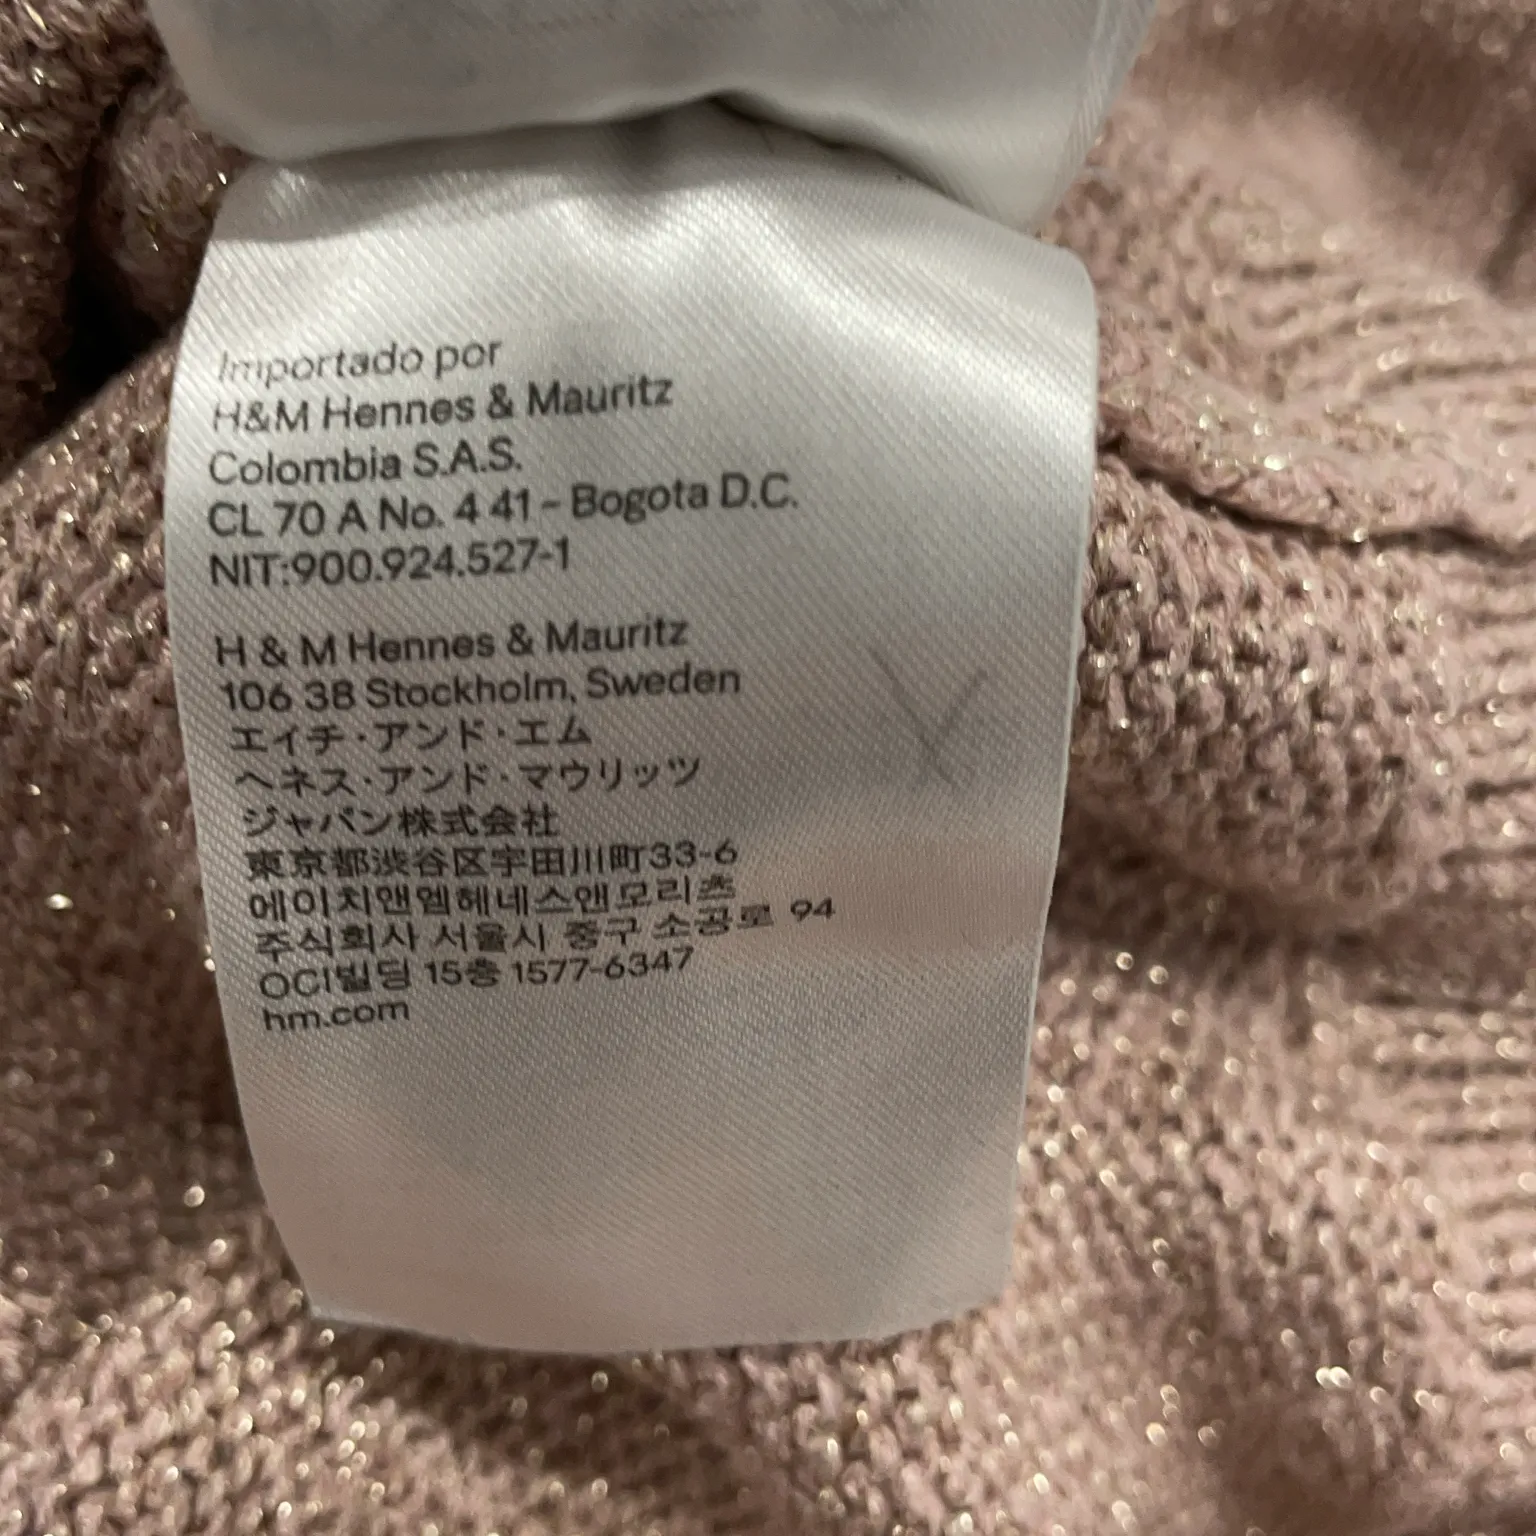 Importado por
H&M Hennes & Mauritz
Colombia S.A.S.
CL 70 A No. 4 41 - Bogota D.C.
NIT:900.924.527-1
H & M Hennes & Mauritz
106 38 Stockholm, Sweden
エイチ・アンド・エム
ヘネス・アンド・マウリッツ
ジャパン株式会社
東京都渋谷区宇田川町33-6
에이치앤엠헤네스앤모리츠
주식회사 서울시 중구 소공로 94
OCI빌딩 15층 1577-6347
hm.com